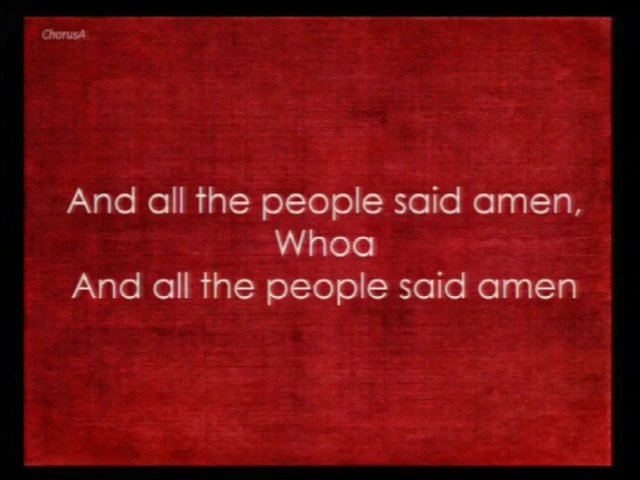 ChorusA
And all the people said amen,
Whoa
And all the people said amen